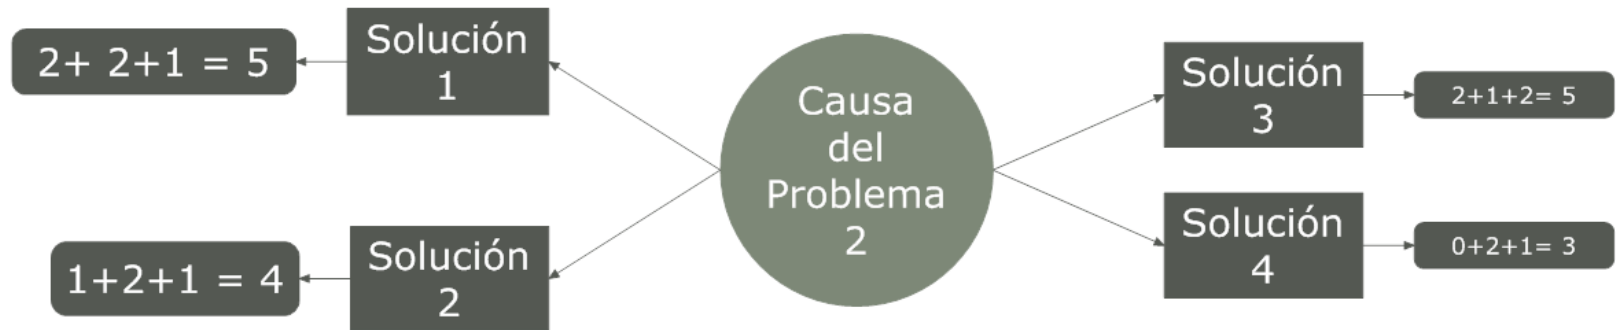 2+ 2+1 = 5
Solución
1
1+2+1 = 4
Solución
2
Causa
del
Problema
2
Solución
3
2+1+2= 5
Solución
4
0+2+1= 3